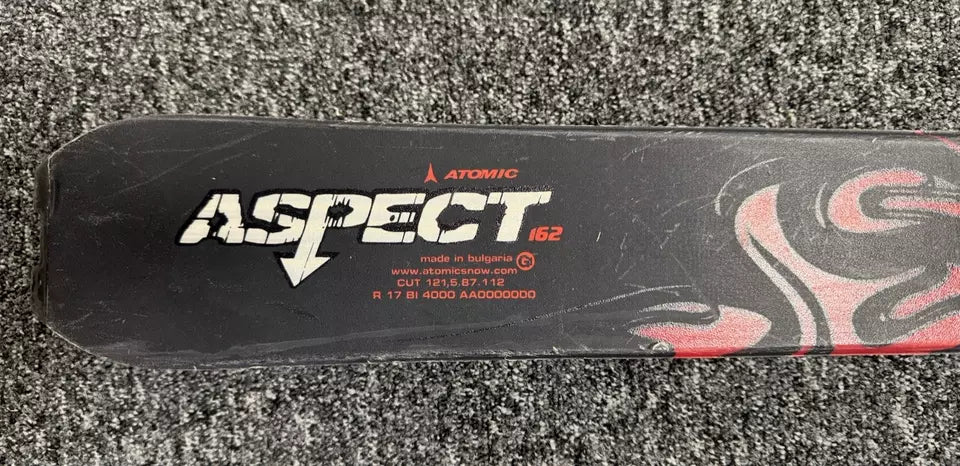 ATOMIC
ASPECT 162
made in bulgaria G
www.atomicsnow.com
CUT 121,5.87.112
R 17 BI 4000 AA0000000